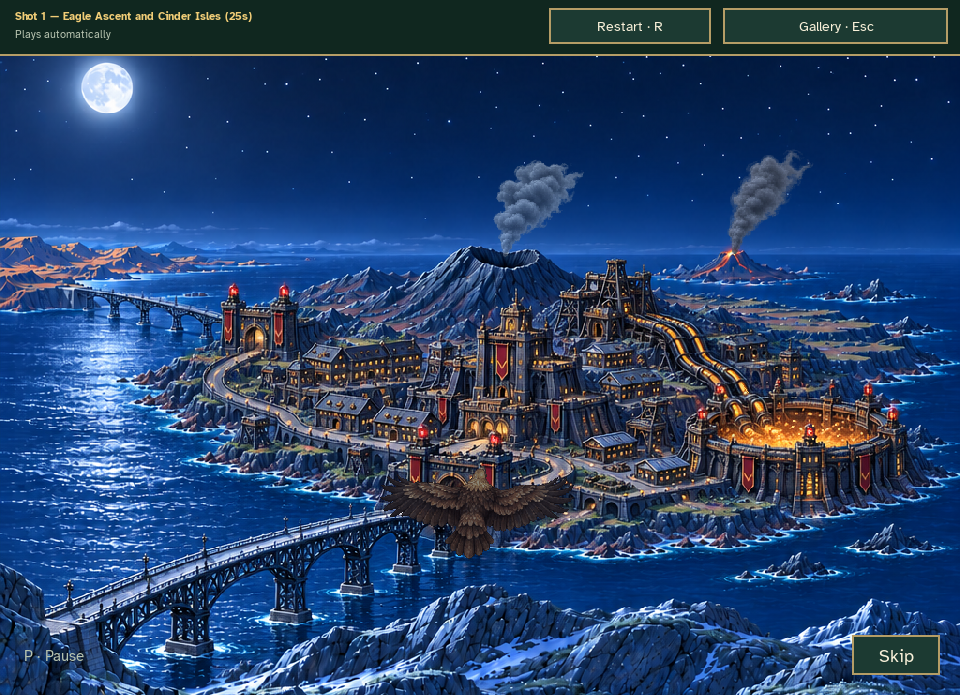 Shot 1 — Eagle Ascent and Cinder Isles (25s)
Plays automatically
Restart · R
Gallery · Esc
P · Pause
Skip